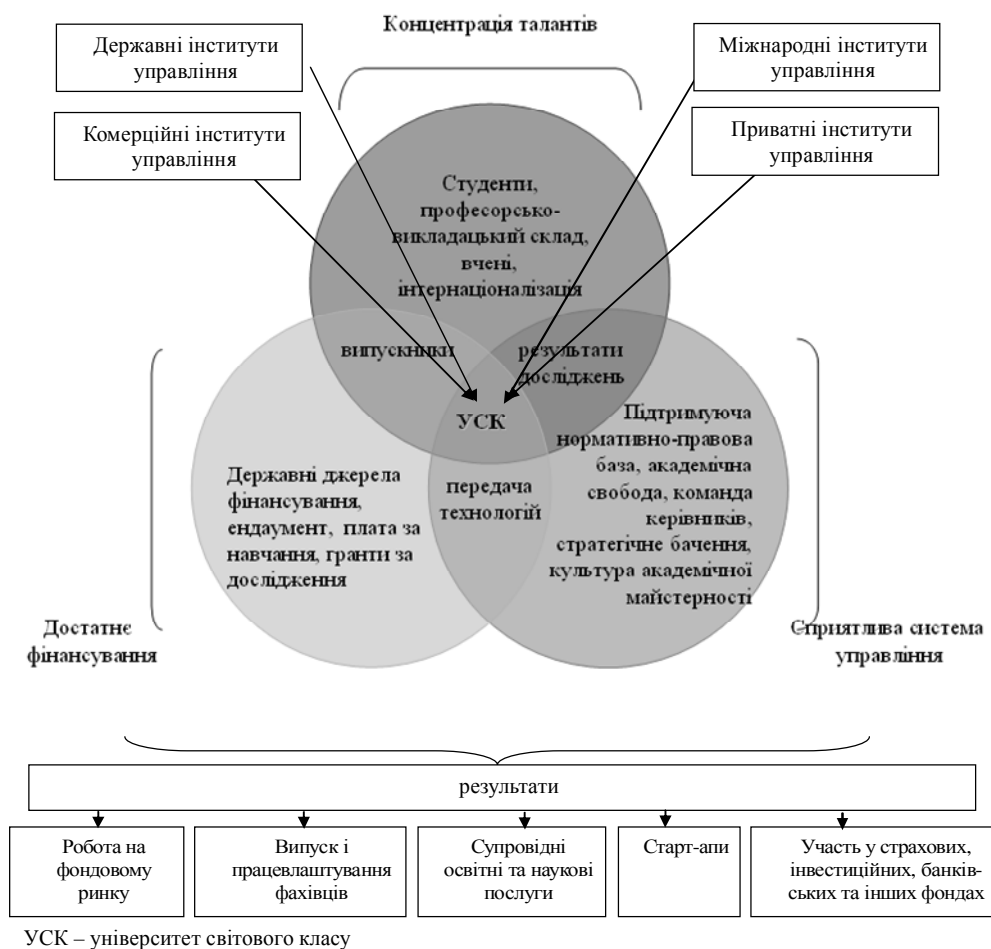 Концентрація талантів
Державні інститути
управління
Міжнародні інститути
управління
Комерційні інститути
управління
Приватні інститути
управління
Студенти,
професорсько-
викладацький склад,
вчені,
інтернаціоналізація
випускники
результати
досліджень
УСК
Державні джерела
фінансування,
ендаумент, плата за
навчання, гранти за
дослідження
передача
технологій
Підтримуюча
нормативно-правова
база, академічна
свобода, команда
керівників,
стратегічне бачення,
культура академічної
майстерності
Достатнє
фінансування
Сприятлива система
управління
результати
Робота на
фондовому
ринку
Випуск і
працевлаштування
фахівців
Супровідні
освітні та наукові
послуги
Старт-апи
Участь у страхових,
інвестиційних, банків-
ських та інших фондах
УСК – університет світового класу